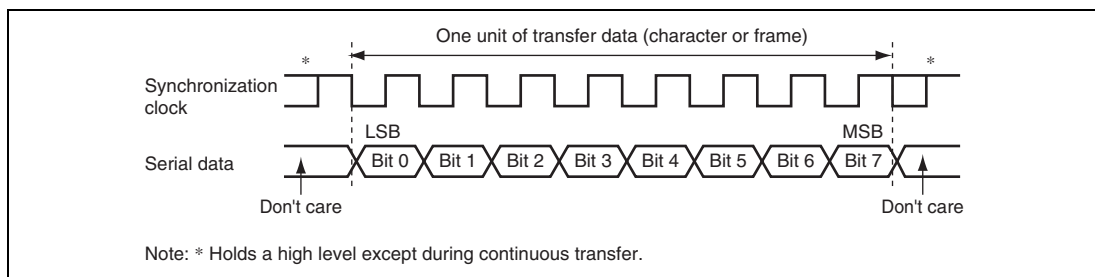 One unit of transfer data (character or frame)
*
*
Synchronization
clock
LSB
MSB
Serial data
Bit 0
Bit 1
Bit 2
Bit 3
Bit 4
Bit 5
Bit 6
Bit 7
Don't care
Don't care
Note: * Holds a high level except during continuous transfer.